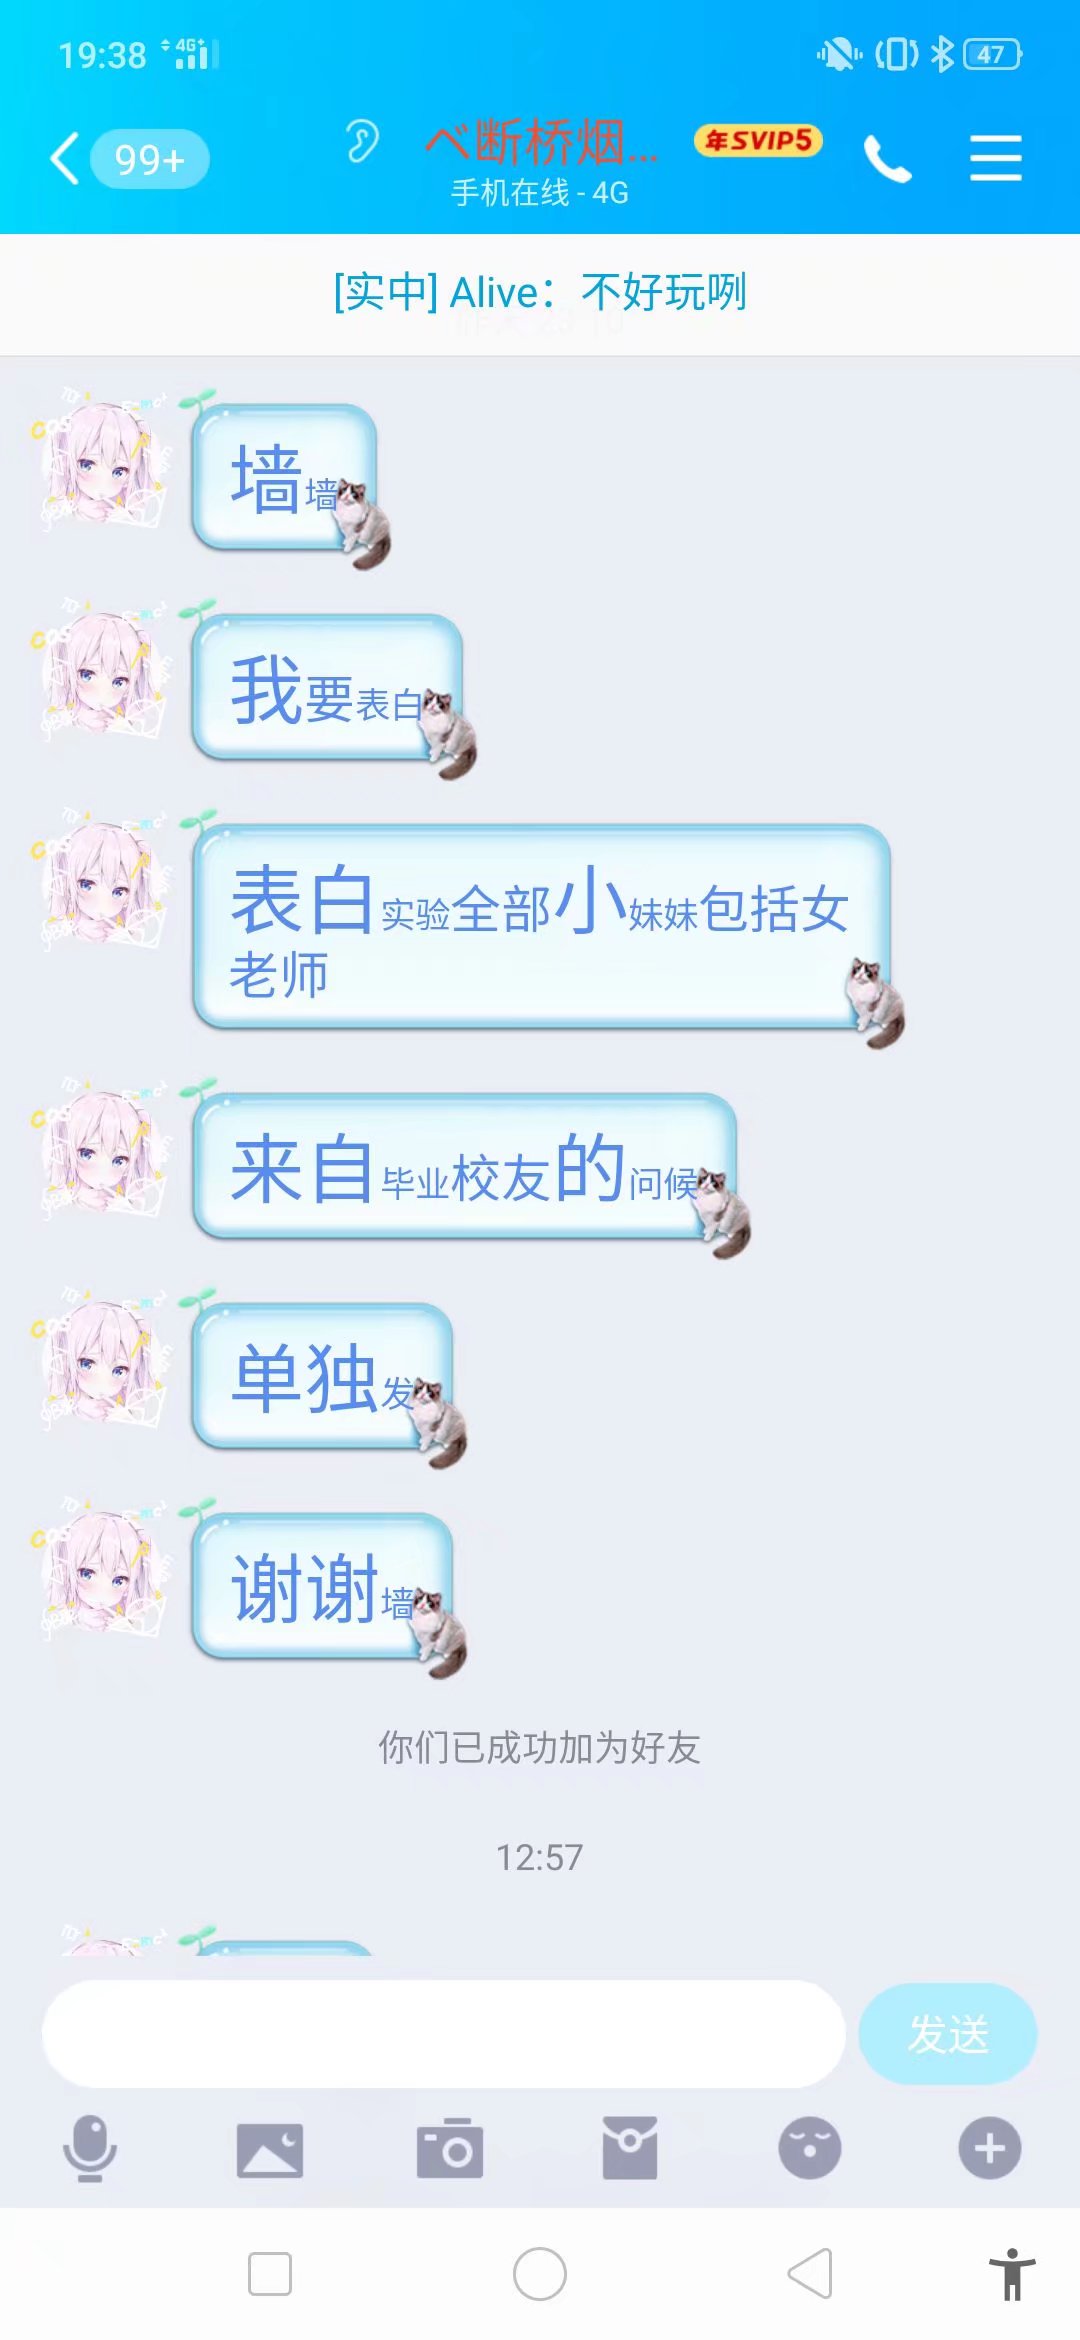 19:38
4G+
47
99+
べ断桥烟...
年SVIP5
手机在线 - 4G
[实中] Alive：不好玩咧
墙墙
我要表白
表白实验全部小妹妹包括女
老师
来自毕业校友的问候
单独发
谢谢墙
你们已成功加为好友
12:57
发送